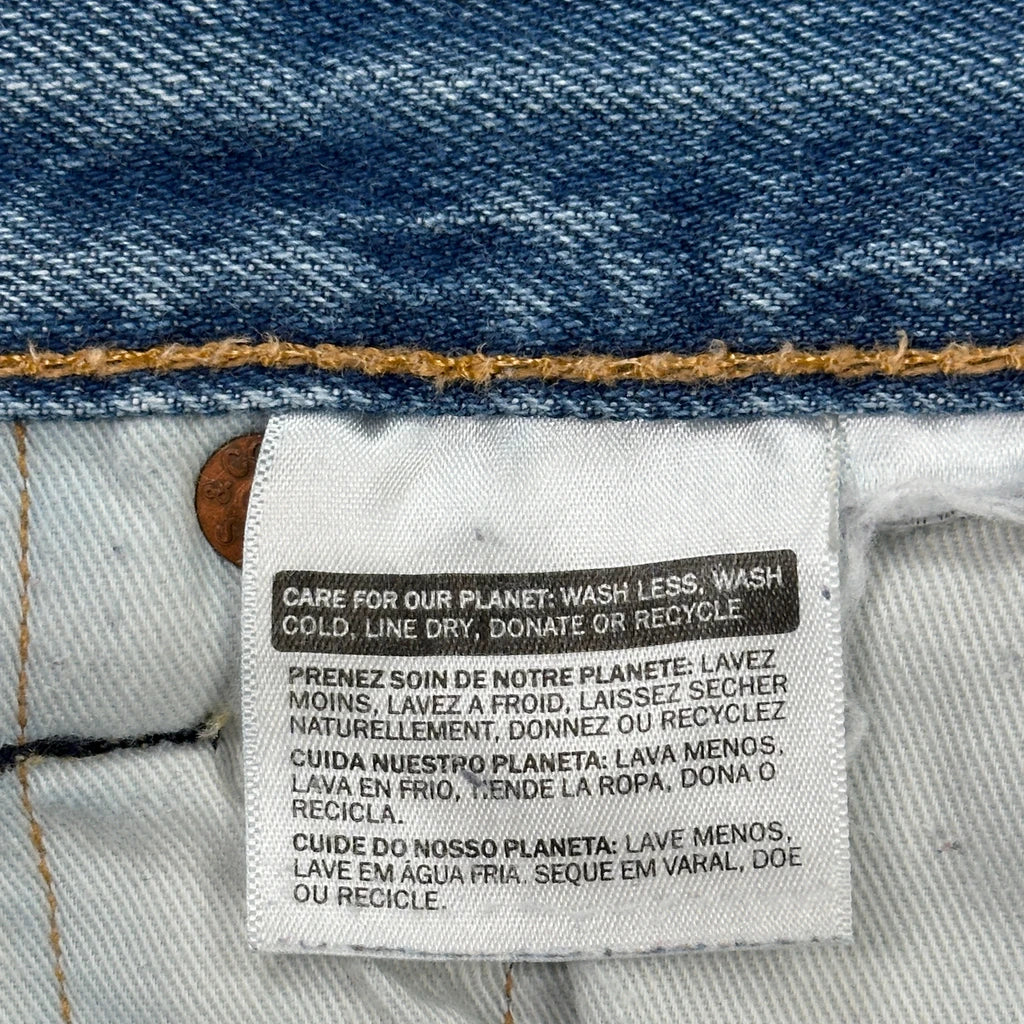 S&CO
CARE FOR OUR PLANET: WASH LESS, WASH
COLD, LINE DRY, DONATE OR RECYCLE
PRENEZ SOIN DE NOTRE PLANETE: LAVEZ
MOINS, LAVEZ A FROID, LAISSEZ SECHER
NATURELLEMENT, DONNEZ OU RECYCLEZ
CUIDA NUESTRO PLANETA: LAVA MENOS,
LAVA EN FRIO, TIENDE LA ROPA, DONA O
RECICLA.
CUIDE DO NOSSO PLANETA: LAVE MENOS,
LAVE EM ÁGUA FRIA, SEQUE EM VARAL, DOE
OU RECICLE.